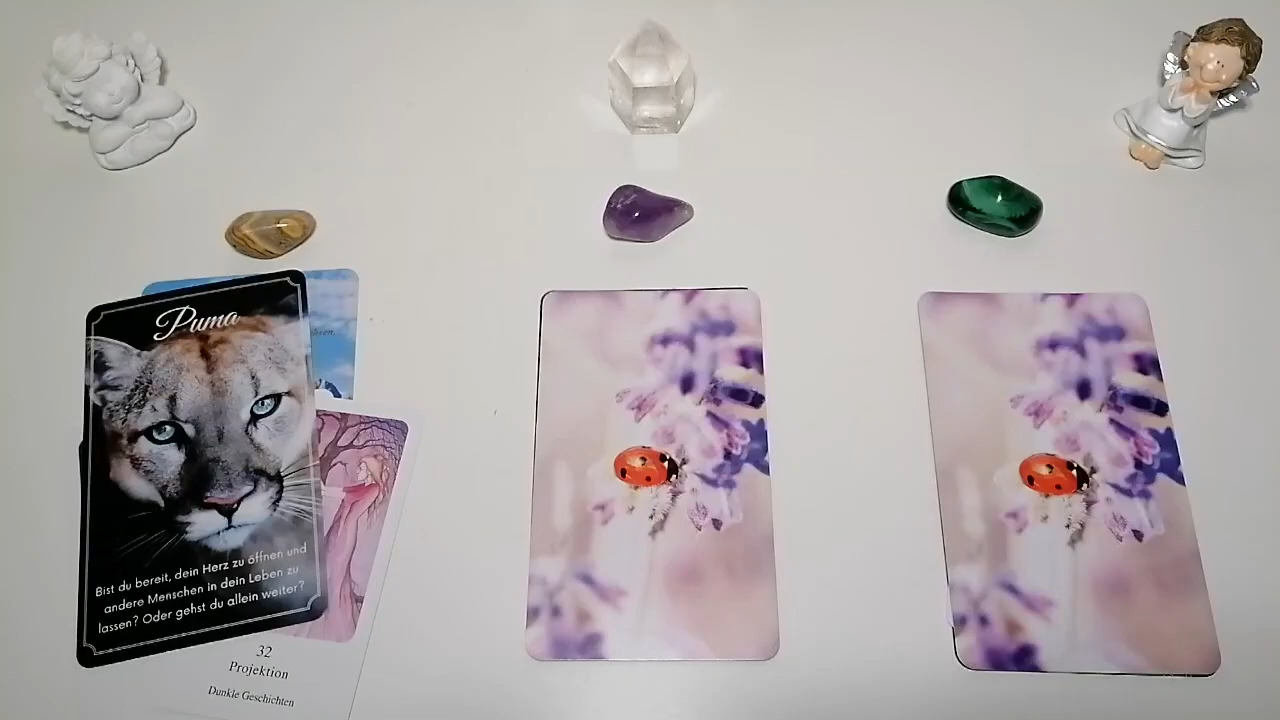 Puma
Bist du bereit, dein Herz zu öffnen und
andere Menschen in dein Leben zu
lassen? Oder gehst du allein weiter?
32
Projektion
Dunkle Geschichten